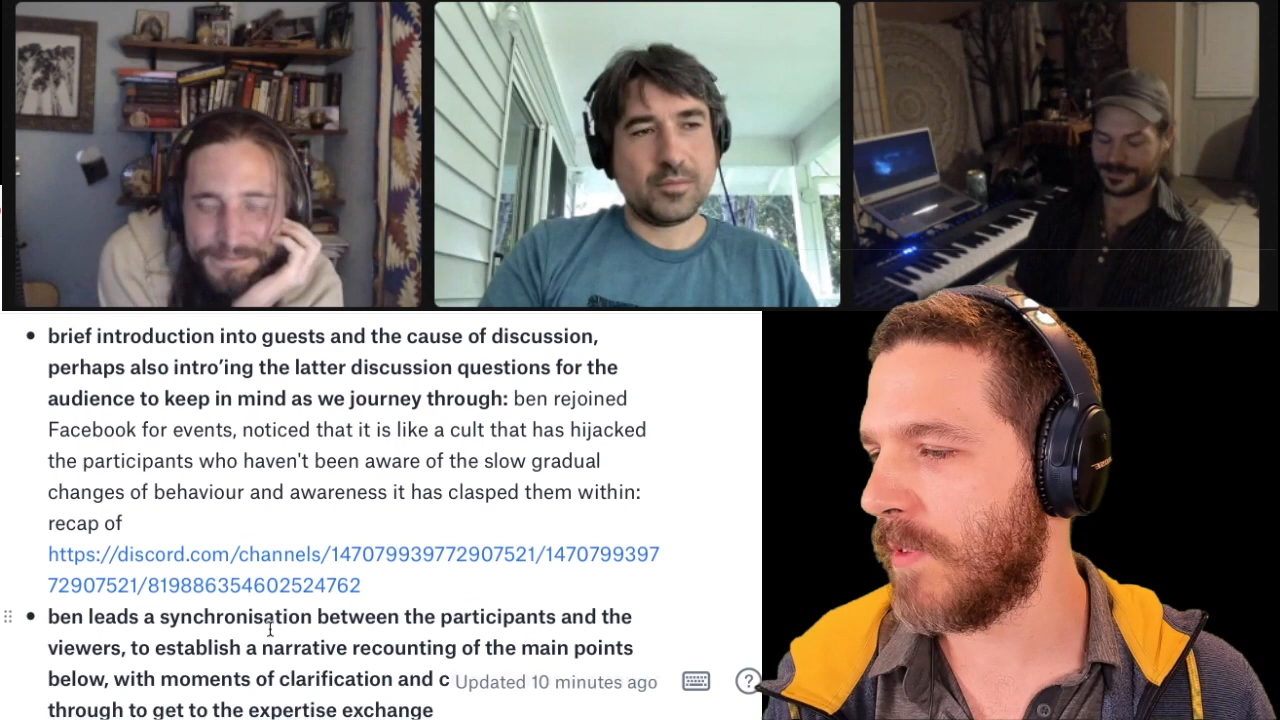 brief introduction into guests and the cause of discussion,
perhaps also intro’ing the latter discussion questions for the
audience to keep in mind as we journey through: ben rejoined
Facebook for events, noticed that it is like a cult that has hijacked
the participants who haven't been aware of the slow gradual
changes of behaviour and awareness it has clasped them within:
recap of
https://discord.com/channels/147079939772907521/1470799397
72907521/819886354602524762
ben leads a synchronisation between the participants and the
viewers, to establish a narrative recounting of the main points
below, with moments of clarification and c Updated 10 minutes ago
through to get to the expertise exchange